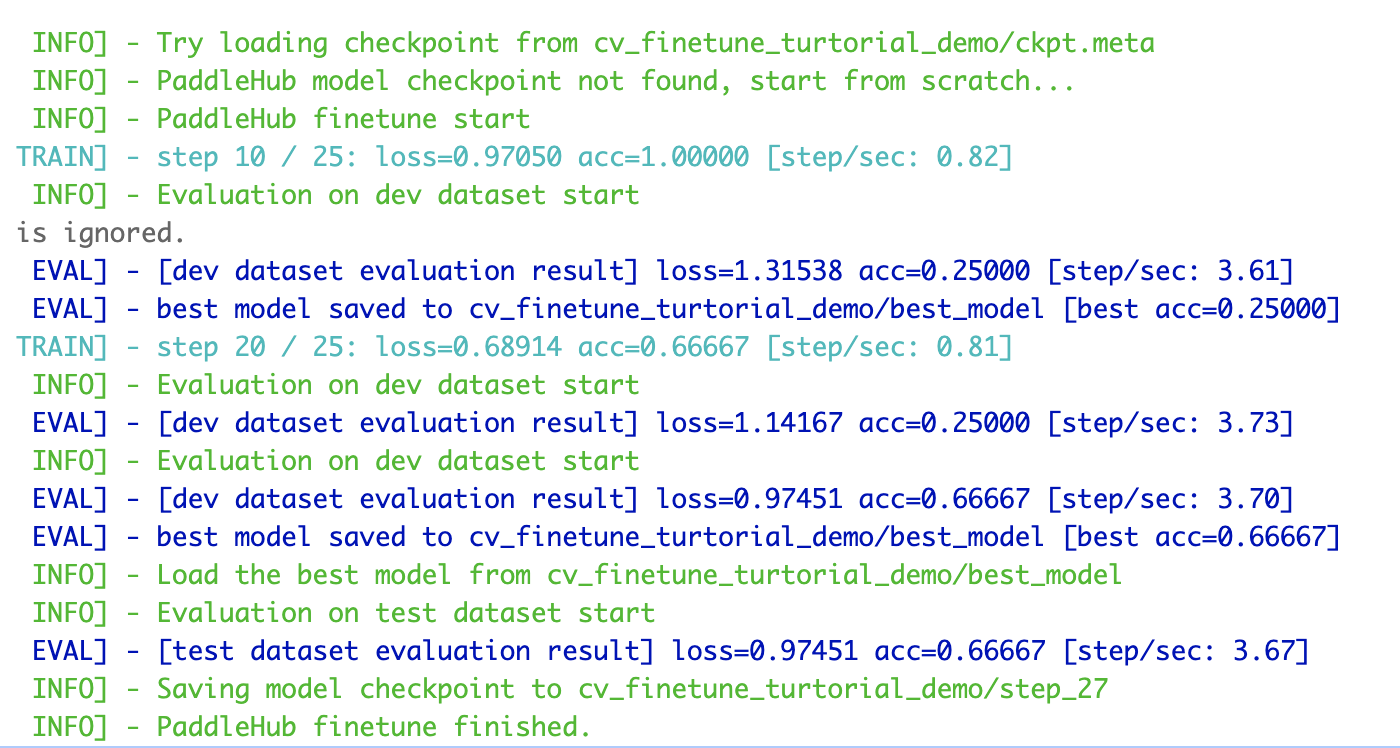 INFO] - Try loading checkpoint from cv_finetune_turtorial_demo/ckpt.meta
INFO] - PaddleHub model checkpoint not found, start from scratch...
INFO] - PaddleHub finetune start
TRAIN] - step 10 / 25: loss=0.97050 acc=1.00000 [step/sec: 0.82]
INFO] - Evaluation on dev dataset start
is ignored.
EVAL] - [dev dataset evaluation result] loss=1.31538 acc=0.25000 [step/sec: 3.61]
EVAL] - best model saved to cv_finetune_turtorial_demo/best_model [best acc=0.25000]
TRAIN] - step 20 / 25: loss=0.68914 acc=0.66667 [step/sec: 0.81]
INFO] - Evaluation on dev dataset start
EVAL] - [dev dataset evaluation result] loss=1.14167 acc=0.25000 [step/sec: 3.73]
INFO] - Evaluation on dev dataset start
EVAL] - [dev dataset evaluation result] loss=0.97451 acc=0.66667 [step/sec: 3.70]
EVAL] - best model saved to cv_finetune_turtorial_demo/best_model [best acc=0.66667]
INFO] - Load the best model from cv_finetune_turtorial_demo/best_model
INFO] - Evaluation on test dataset start
EVAL] - [test dataset evaluation result] loss=0.97451 acc=0.66667 [step/sec: 3.67]
INFO] - Saving model checkpoint to cv_finetune_turtorial_demo/step_27
INFO] - PaddleHub finetune finished.